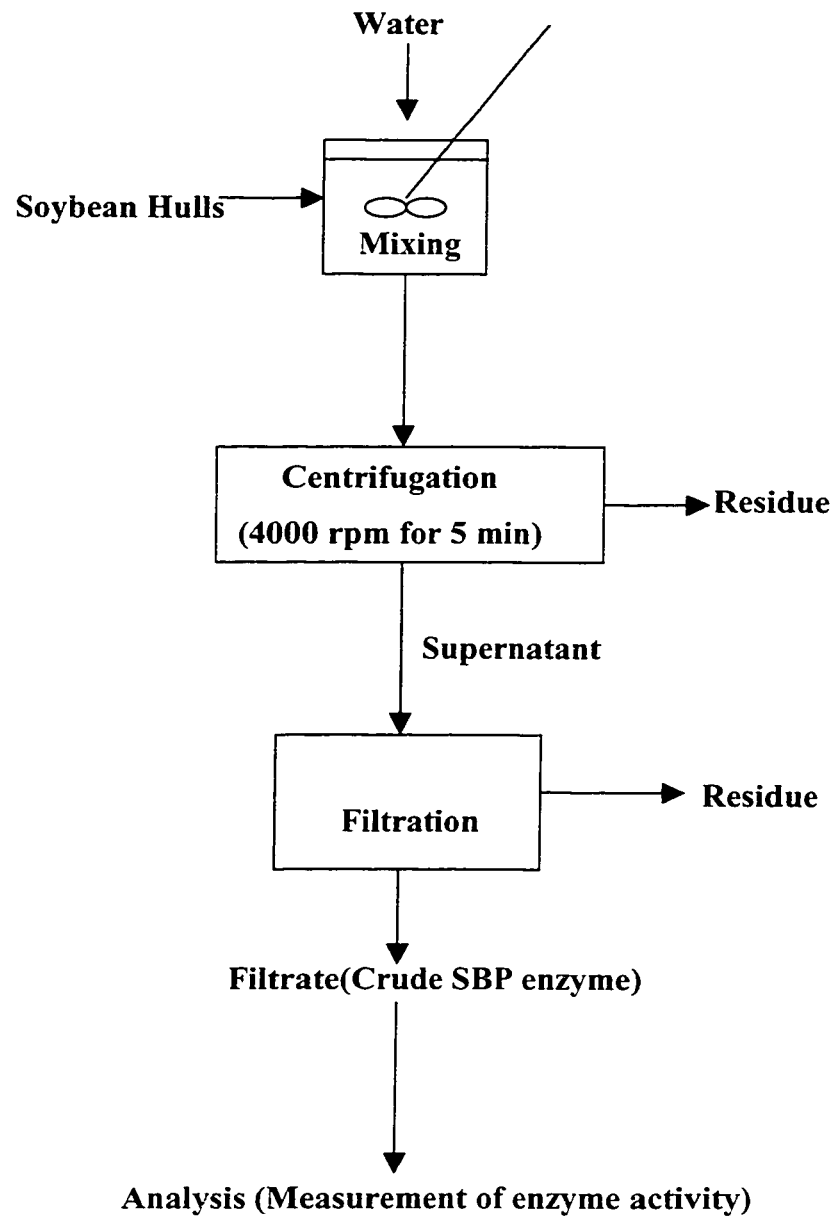 Water
Soybean Hulls
Mixing
Centrifugation
(4000 rpm for 5 min)
Residue
Supernatant
Filtration
Residue
Filtrate(Crude SBP enzyme)
Analysis (Measurement of enzyme activity)